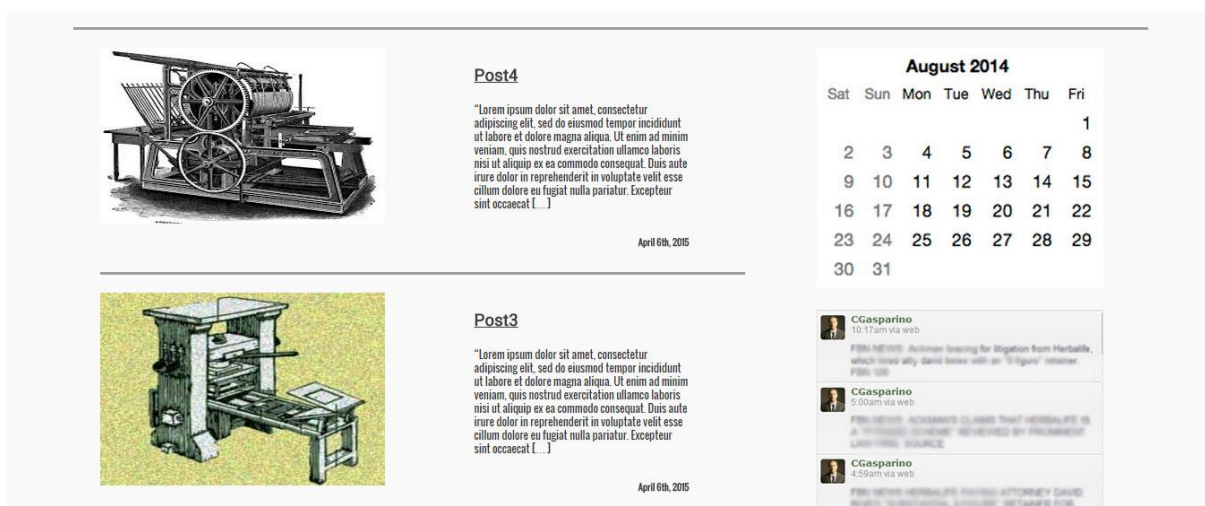 Post4
“Lorem ipsum dolor sit amet, consectetur
adipiscing elit, sed do eiusmod tempor incididunt
ut labore et dolore magna aliqua. Ut enim ad minim
veniam, quis nostrud exercitation ullamco laboris
nisi ut aliquip ex ea commodo consequat. Duis aute
irure dolor in reprehenderit in voluptate velit esse
cillum dolore eu fugiat nulla pariatur. Excepteur
sint occaecat […]
April 6th, 2015
Post3
“Lorem ipsum dolor sit amet, consectetur
adipiscing elit, sed do eiusmod tempor incididunt
ut labore et dolore magna aliqua. Ut enim ad minim
veniam, quis nostrud exercitation ullamco laboris
nisi ut aliquip ex ea commodo consequat. Duis aute
irure dolor in reprehenderit in voluptate velit esse
cillum dolore eu fugiat nulla pariatur. Excepteur
sint occaecat […]
April 6th, 2015
August 2014
Sat Sun Mon Tue Wed Thu Fri
1
2 3 4 5 6 7 8
9 10 11 12 13 14 15
16 17 18 19 20 21 22
23 24 25 26 27 28 29
30 31
CGasparino
10:17am via web
for litigation from Herbalife,
CGasparino
5:00am via web
CGasparino
4:59am via web
ATTORNEY DAVID